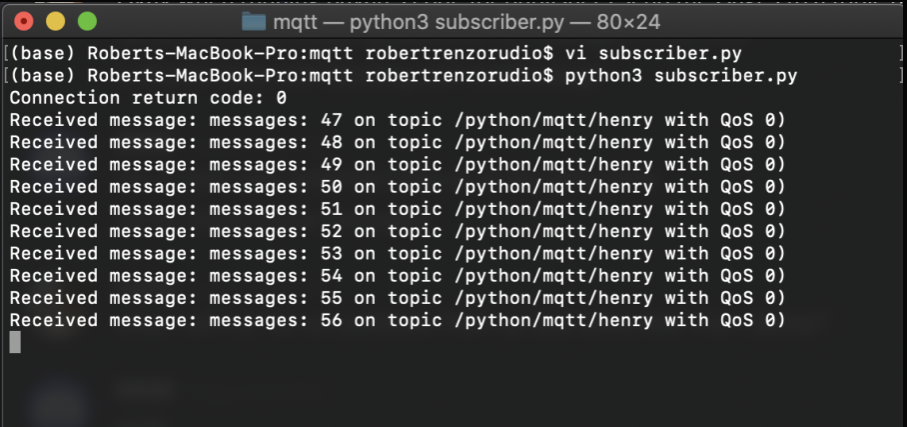 mqtt — python3 subscriber.py — 80×24
[(base) Roberts-MacBook-Pro:mqtt robertrenzorudio$ vi subscriber.py ]
[(base) Roberts-MacBook-Pro:mqtt robertrenzorudio$ python3 subscriber.py ]
Connection return code: 0
Received message: messages: 47 on topic /python/mqtt/henry with QoS 0)
Received message: messages: 48 on topic /python/mqtt/henry with QoS 0)
Received message: messages: 49 on topic /python/mqtt/henry with QoS 0)
Received message: messages: 50 on topic /python/mqtt/henry with QoS 0)
Received message: messages: 51 on topic /python/mqtt/henry with QoS 0)
Received message: messages: 52 on topic /python/mqtt/henry with QoS 0)
Received message: messages: 53 on topic /python/mqtt/henry with QoS 0)
Received message: messages: 54 on topic /python/mqtt/henry with QoS 0)
Received message: messages: 55 on topic /python/mqtt/henry with QoS 0)
Received message: messages: 56 on topic /python/mqtt/henry with QoS 0)